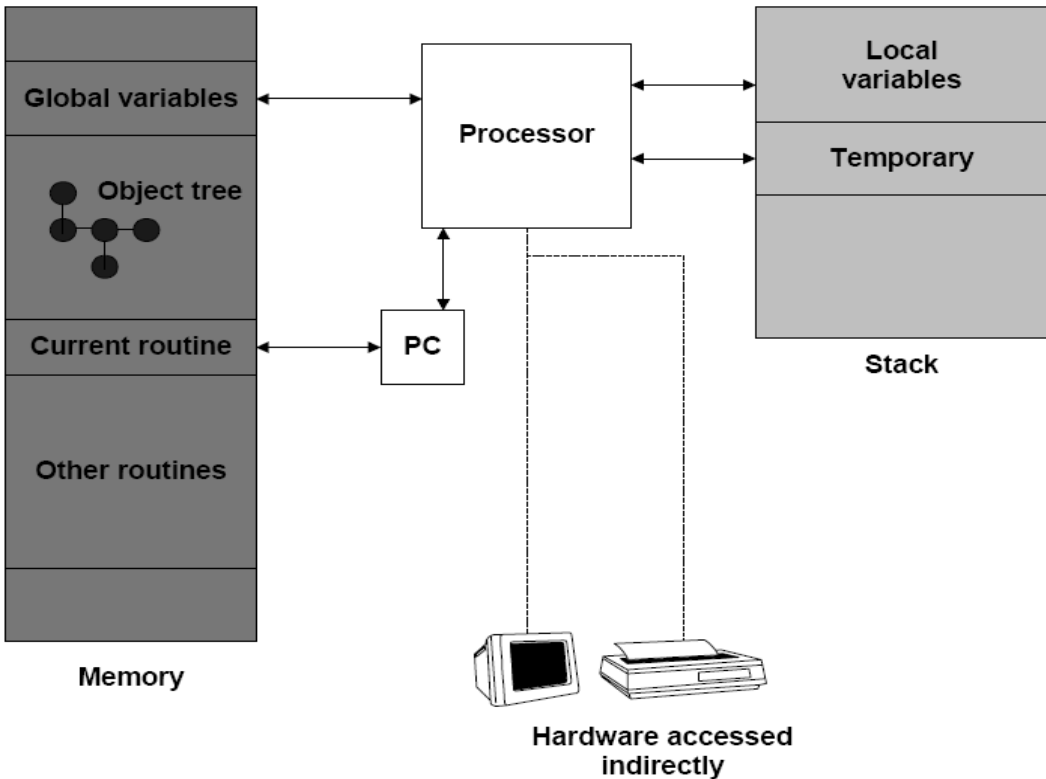 Global variables
Object tree
Current routine
Other routines
Memory
Processor
PC
Local
variables
Temporary
Stack
Hardware accessed
indirectly